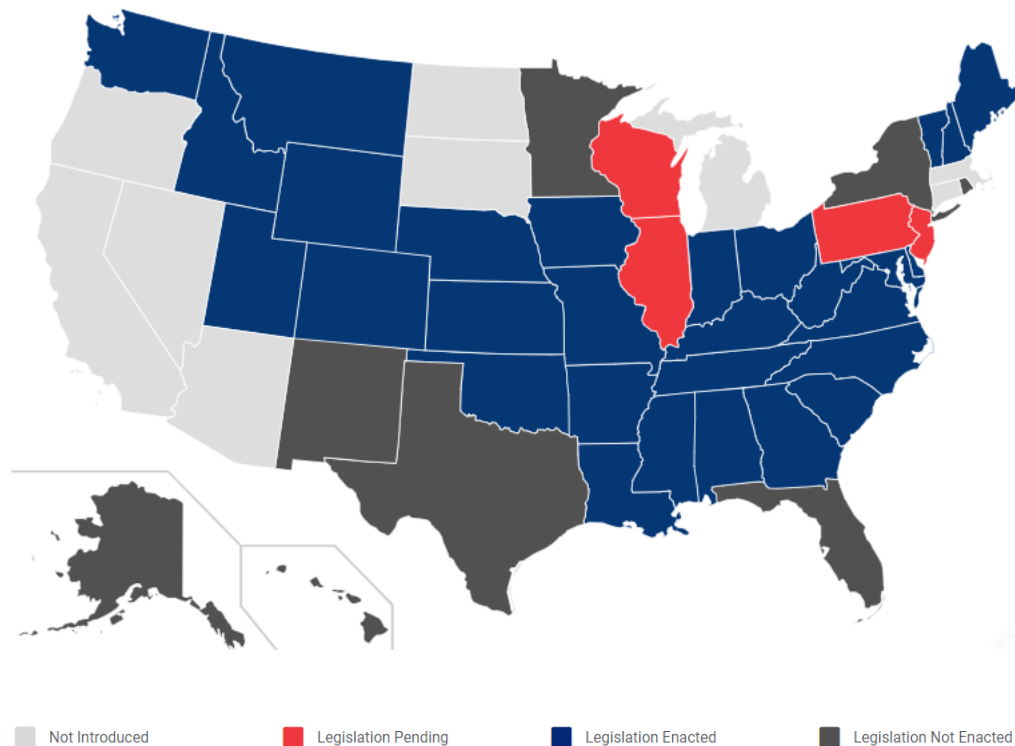 Not Introduced
Legislation Pending
Legislation Enacted
Legislation Not Enacted